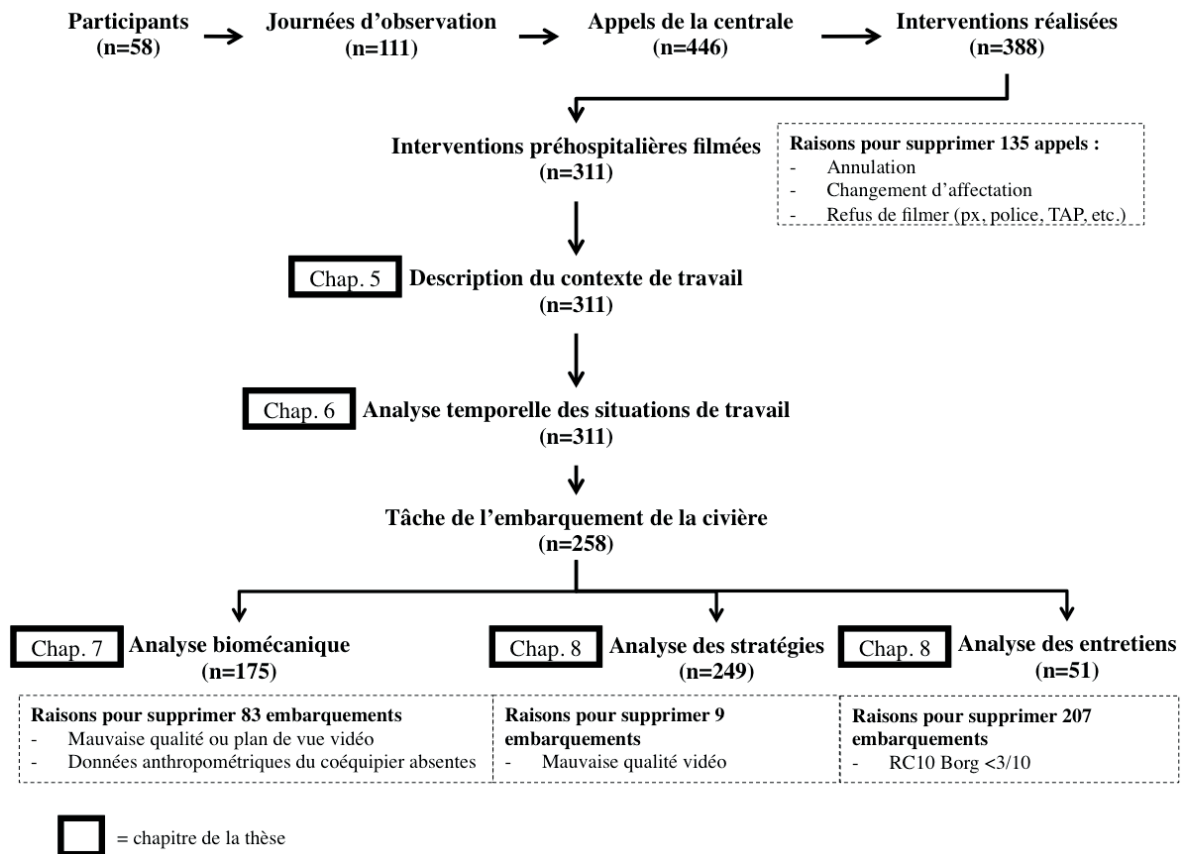 Participants
(n=58)
Journées d'observation
(n=111)
Appels de la centrale
(n=446)
Interventions réalisées
(n=388)
Interventions préhospitalières filmées
(n=311)
Raisons pour supprimer 135 appels :
- Annulation
- Changement d'affectation
- Refus de filmer (px, police, TAP, etc.)
Chap. 5
Description du contexte de travail
(n=311)
Chap. 6
Analyse temporelle des situations de travail
(n=311)
Tâche de l'embarquement de la civière
(n=258)
Chap. 7
Analyse biomécanique
(n=175)
Chap. 8
Analyse des stratégies
(n=249)
Chap. 8
Analyse des entretiens
(n=51)
Raisons pour supprimer 83 embarquements
- Mauvaise qualité ou plan de vue vidéo
- Données anthropométriques du coéquipier absentes
Raisons pour supprimer 9
embarquements
- Mauvaise qualité vidéo
Raisons pour supprimer 207
embarquements
- RC10 Borg <3/10
= chapitre de la thèse